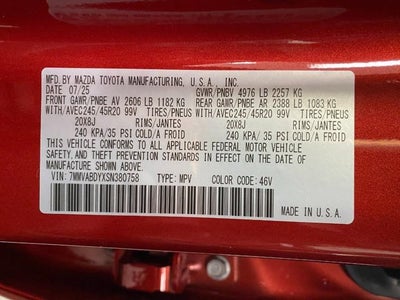 MFD. BY MAZDA TOYOTA MANUFACTURING, U.S.A., INC.
DATE 07/25 GVWR/PNBV 4976 LB 2257 KG
FRONT GAWR/PNBE AV 2606 LB 1182 KG REAR GAWR/PNBE AR 2388 LB 1083 KG
WITH/AVEC245/45R20 99V TIRES/PNEUS WITH/AVEC245/45R20 99V TIRES/PNEUS
20X8J RIMS/JANTES 20X8J RIMS/JANTES
240 KPA/35 PSI COLD/A FROID 240 KPA/ 35 PSI COLD/A FROID
THIS VEHICLE CONFORMS TO ALL APPLICABLE FEDERAL MOTOR VEHICLE
SAFETY AND THEFT PREVENTION STANDARDS IN EFFECT ON THE DATE OF
MANUFACTURE SHOWN ABOVE.
VIN: 7MMVABDYXSN380758 TYPE: MPV
COLOR: 46V
MADE IN U.S.A.